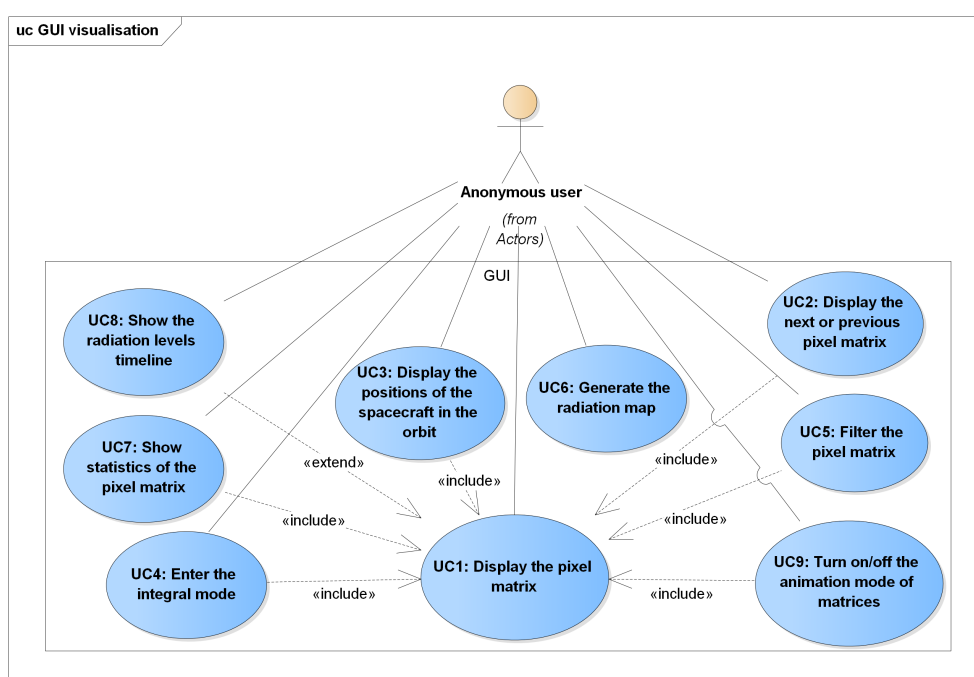 uc GUI visualisation
Anonymous user
(from
Actors)
GUI
UC8: Show the
radiation levels
timeline
UC2: Display the
next or previous
pixel matrix
UC3: Display the
positions of the
spacecraft in the
orbit
UC6: Generate the
radiation map
UC7: Show
statistics of the
pixel matrix
UC5: Filter the
pixel matrix
«extend»
«include»
«include»
«include»
«include»
UC4: Enter the
integral mode
UC1: Display the pixel
matrix
UC9: Turn on/off the
animation mode of
matrices
«include»
«include»